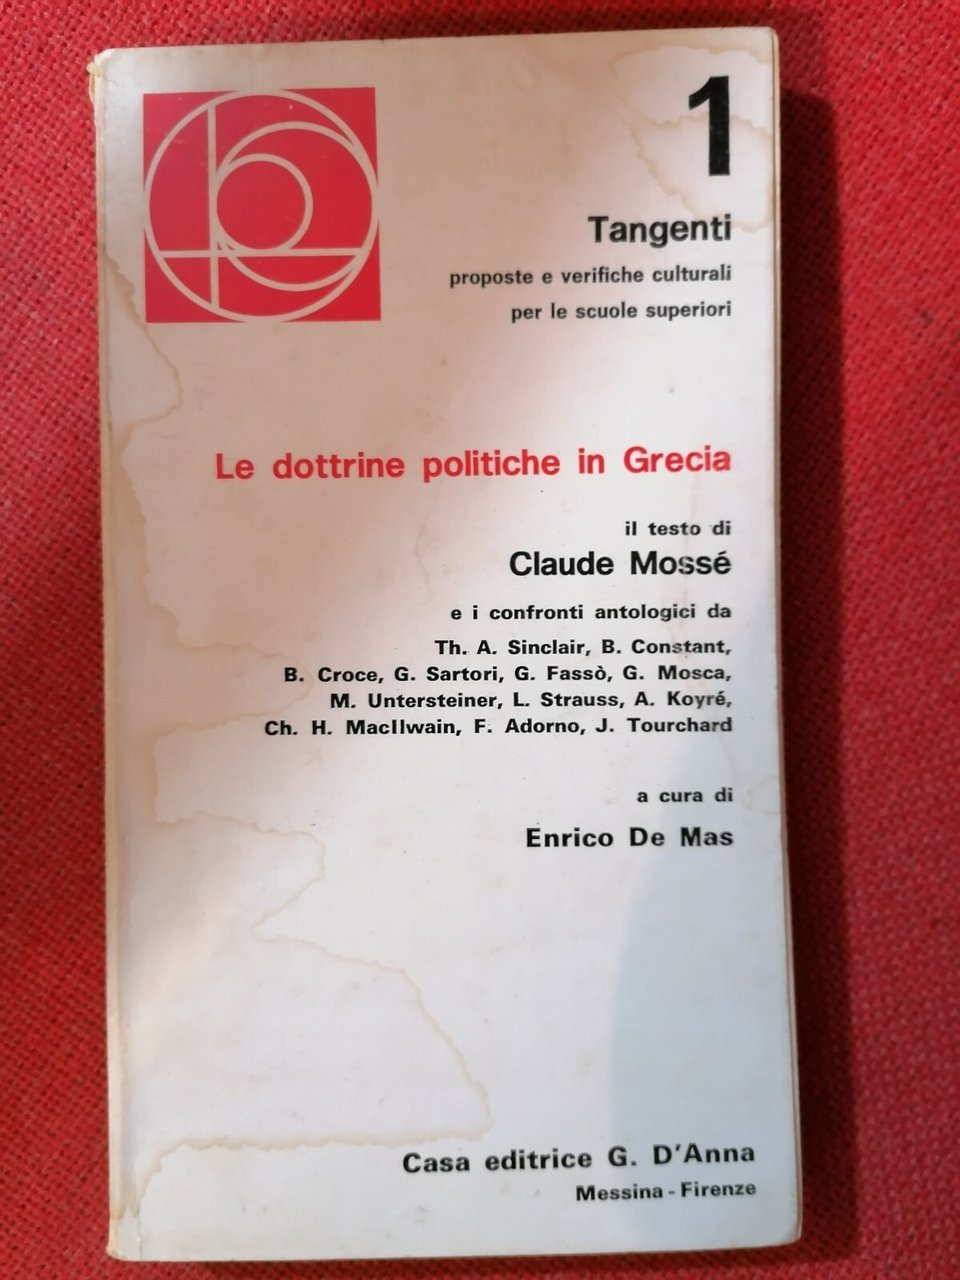 1
Tangenti
proposte e verifiche culturali
per le scuole superiori
Le dottrine politiche in Grecia
il testo di
Claude Mossé
e i confronti antologici da
Th. A. Sinclair, B. Constant,
B. Croce, G. Sartori, G. Fassò, G. Mosca,
M. Untersteiner, L. Strauss, A. Koyré,
Ch. H. MacIlwain, F. Adorno, J. Tourchard
a cura di
Enrico De Mas
Casa editrice G. D'Anna
Messina - Firenze